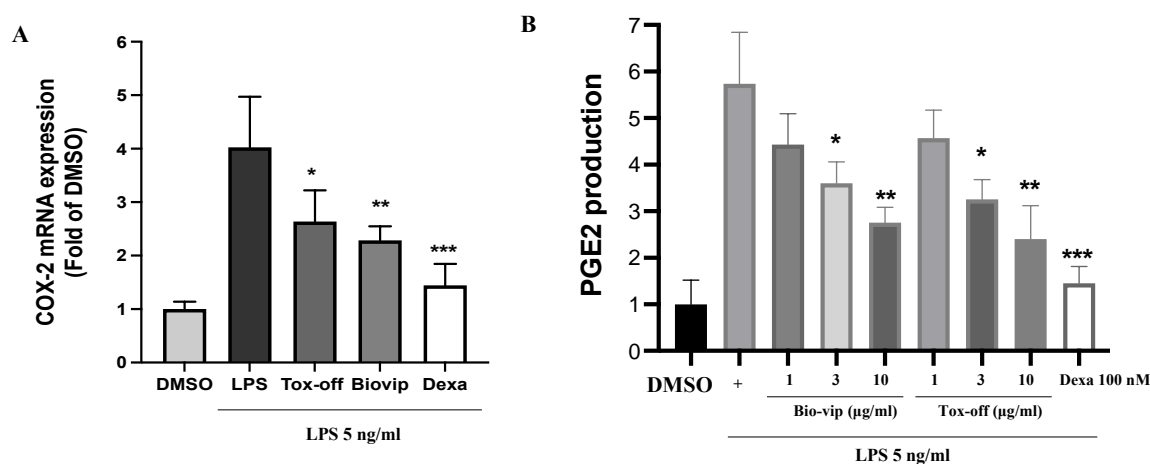 A
COX-2 mRNA expression
(Fold of DMSO)
6
5
4
3
2
1
0
*
**
***
DMSO LPS Tox-off Biovip Dexa
LPS 5 ng/ml
B
PGE2 production
7
6
5
4
3
2
1
0
*
**
*
**
***
DMSO + 1 3 10 1 3 10 Dexa 100 nM
Bio-vip (μg/ml) Tox-off (μg/ml)
LPS 5 ng/ml